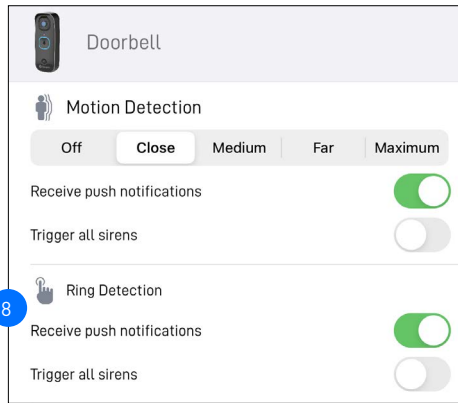 Doorbell
Motion Detection
Off Close Medium Far Maximum
Receive push notifications
Trigger all sirens
Ring Detection
8
Receive push notifications
Trigger all sirens